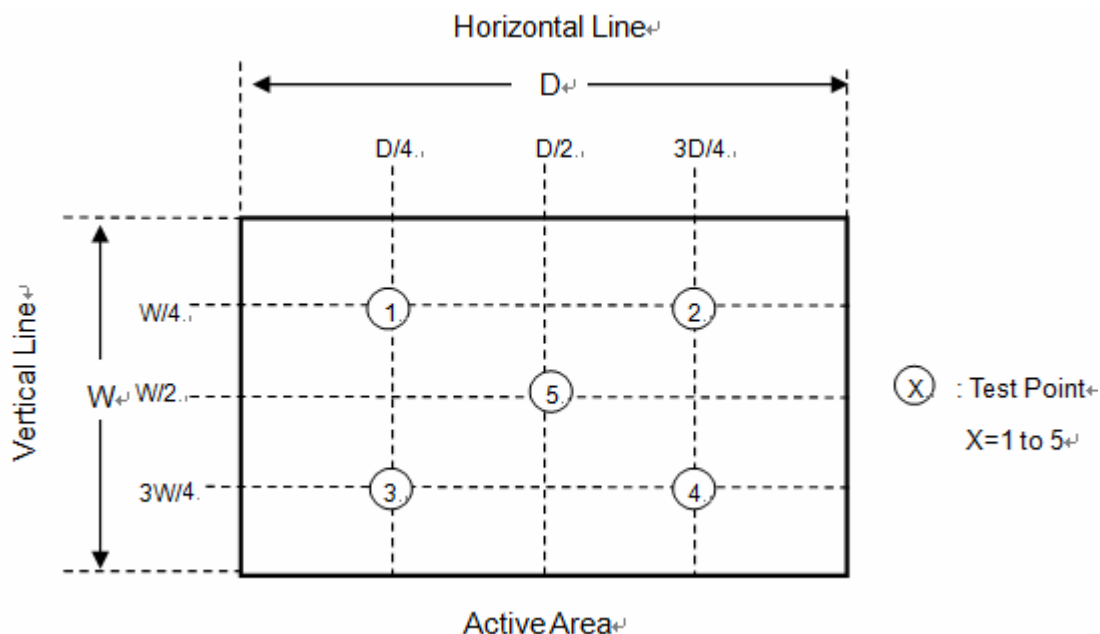 Horizontal Line↵
D↵
D/4
D/2
3D/4
Vertical Line↵
W↵
W/4
W/2
3W/4
1
2
5
3
4
X : Test Point↵
X=1 to 5↵
Active Area↵